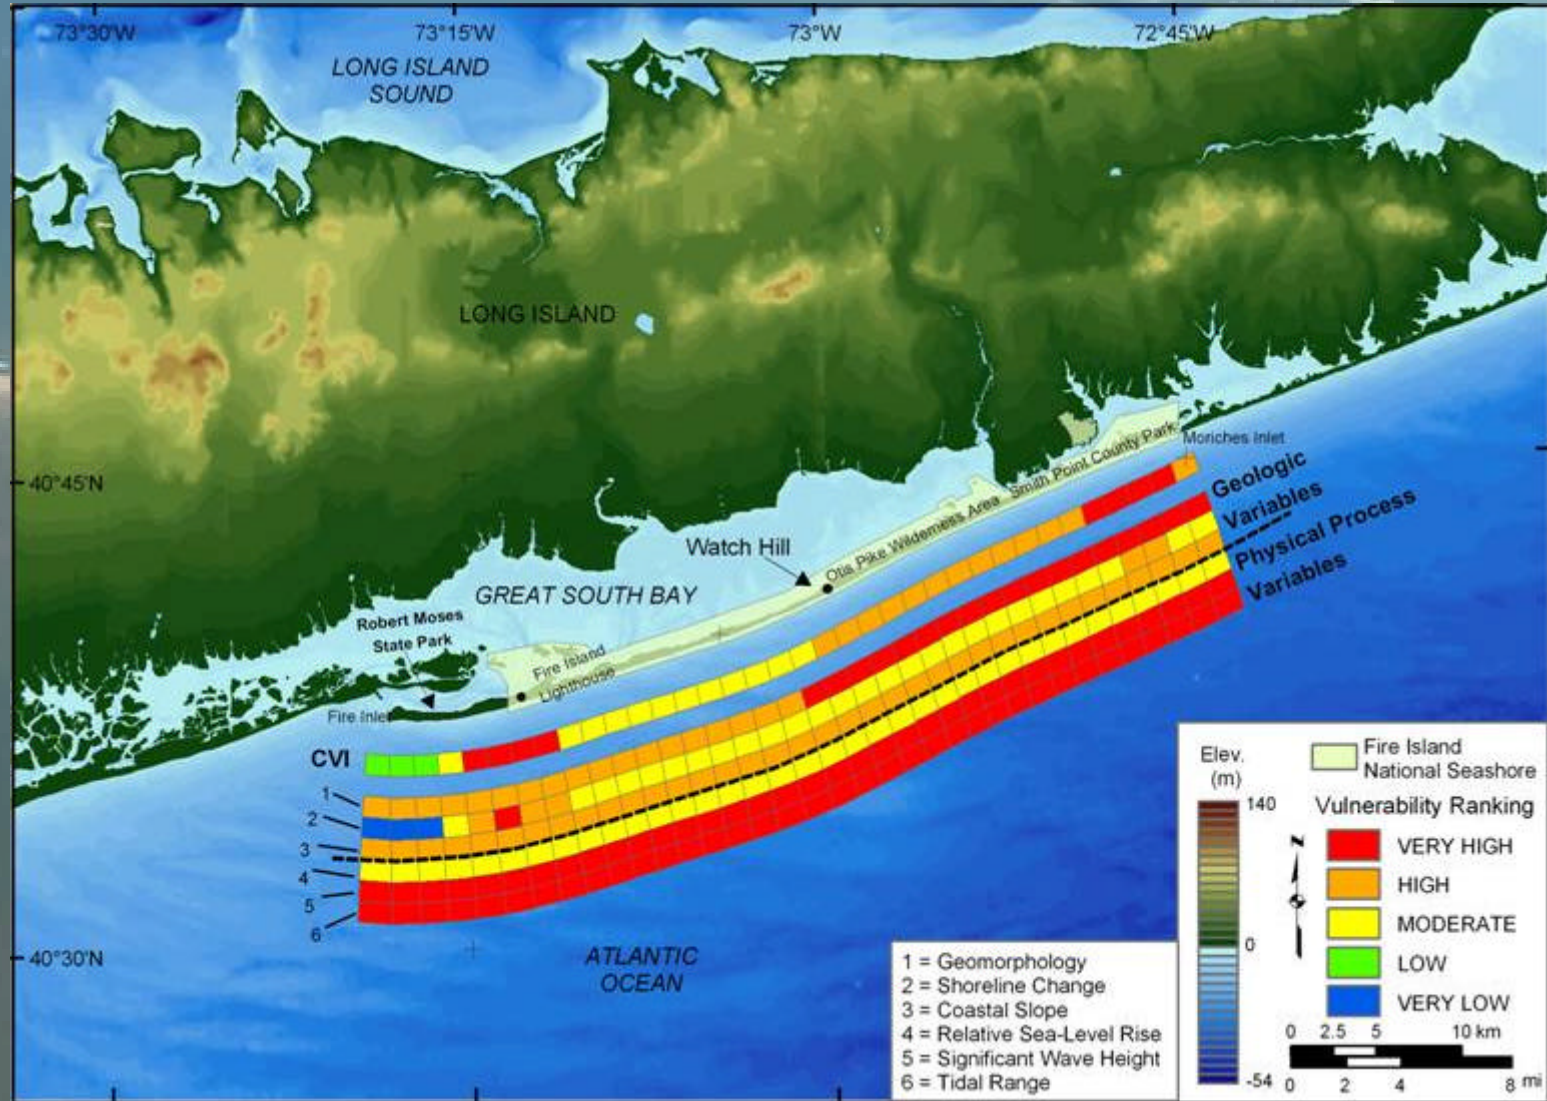 73°30'W
73°15'W
73°W
72°45'W
LONG ISLAND
SOUND
LONG ISLAND
40°45'N
Moriches Inlet
Smith Point County Park
Otis Pike Wilderness Area
Geologic
Variables
Physical Process
Variables
Watch Hill
GREAT SOUTH BAY
Robert Moses
State Park
Fire Island
Lighthouse
Fire Inlet
CVI
1
2
3
4
5
6
40°30'N
ATLANTIC
OCEAN
1 = Geomorphology
2 = Shoreline Change
3 = Coastal Slope
4 = Relative Sea-Level Rise
5 = Significant Wave Height
6 = Tidal Range
Elev.
(m)
140
0
-54
Fire Island
National Seashore
Vulnerability Ranking
VERY HIGH
HIGH
MODERATE
LOW
VERY LOW
N
0 2.5 5 10 km
0 2 4 8 mi